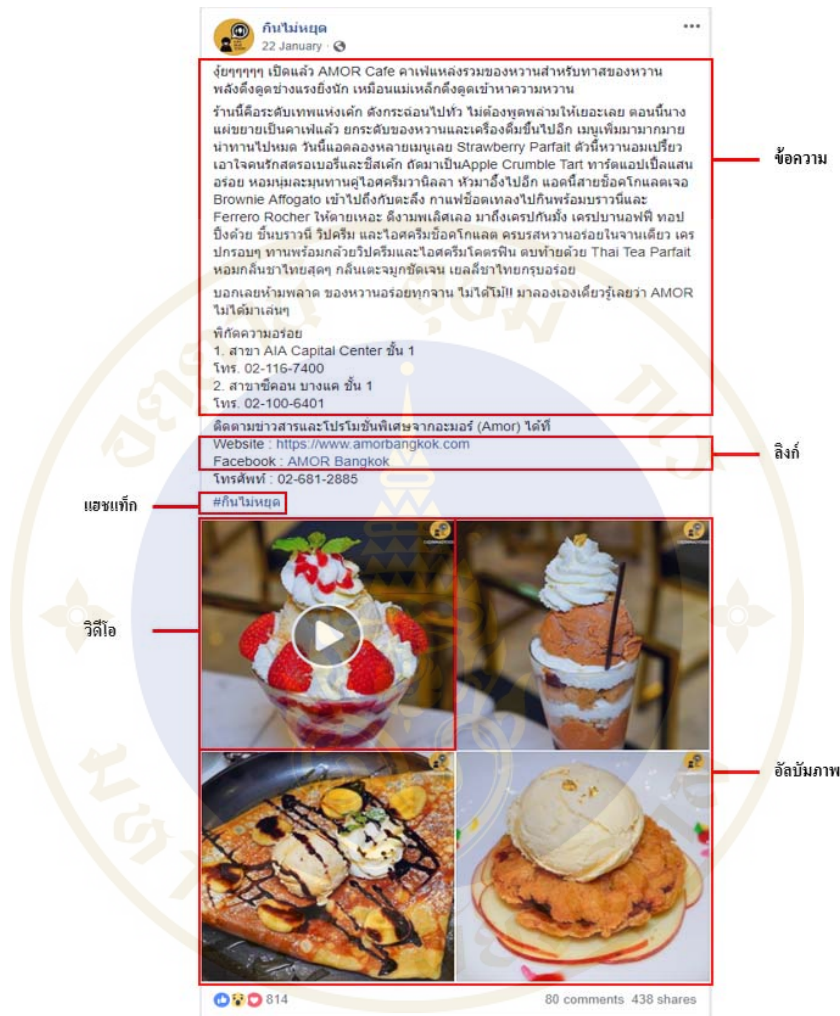 กินไม่หยุด
22 January
งุ้ยๆๆๆๆๆ เปิดแล้ว AMOR Cafe คาเฟ่แหล่งรวมของหวานสำหรับทาสของหวาน
พลังดึงดูดช่างแรงยิ่งนัก เหมือนแม่เหล็กดึงดูดเข้าหาความหวาน
ร้านนี้คือระดับเทพแห่งเค้ก ดังกระฉ่อนไปทั่ว ไม่ต้องพูดพล่ามให้เยอะเลย ตอนนี้นาง
แผ่ขยายเป็นคาเฟ่แล้ว ยกระดับของหวานและเครื่องดื่มขึ้นไปอีก เมนูเพิ่มมามากมาย
น่าทานไปหมด วันนี้แอดลองหลายเมนูเลย Strawberry Parfait ตัวนี้หวานอมเปรี้ยว
เอาใจคนรักสตรอเบอรี่และชีสเค้ก ถัดมาเป็นApple Crumble Tart ทาร์ตแอปเปิ้ลแสน
อร่อย หอมนุ่มละมุนทานคู่ไอศครีมวานิลลา หัวมาอึ้งไปอีก แอดนี้สายช็อคโกแลตเจอ
Brownie Affogato เข้าไปถึงกับตะลึ่ง กาแฟช็อตเทลงไปกินพร้อมบราวนี่และ
Ferrero Rocher ให้ตายเหอะ ดีงามพเลิศเลอ มาถึงเครปกันมั่ง เครปบานอฟฟี่ ทอป
ปิ้งด้วย ชิ้นบราวนี่ วิปครีม และไอศครีมช็อคโกแลต ครบรสหวานอร่อยในจานเดียว เคร
ปกรอบๆ ทานพร้อมกล้วยวิปครีมและไอศครีมโคตรฟิน ตบท้ายด้วย Thai Tea Parfait
หอมกลิ่นชาไทยสุดๆ กลิ่นเตะจมูกชัดเจน เยลลี่ชาไทยกรุบอร่อย
บอกเลยห้ามพลาด ของหวานอร่อยทุกจาน ไม่ได้โม้!! มาลองเองเดี๋ยวรู้เลยว่า AMOR
ไม่ได้มาเล่นๆ
พิกัดความอร่อย
1. สาขา AIA Capital Center ชั้น 1
โทร. 02-116-7400
2. สาขาซีคอน บางแค ชั้น 1
โทร. 02-100-6401
ข้อความ
ติดตามข่าวสารและโปรโมชั่นพิเศษจากอะมอร์ (Amor) ได้ที่
Website : https://www.amorbangkok.com
Facebook : AMOR Bangkok
ลิงก์
โทรศัพท์ : 02-681-2885
#กินไม่หยุด
แฮชแท็ก
วิดีโอ
อัลบัมภาพ
814
80 comments 438 shares